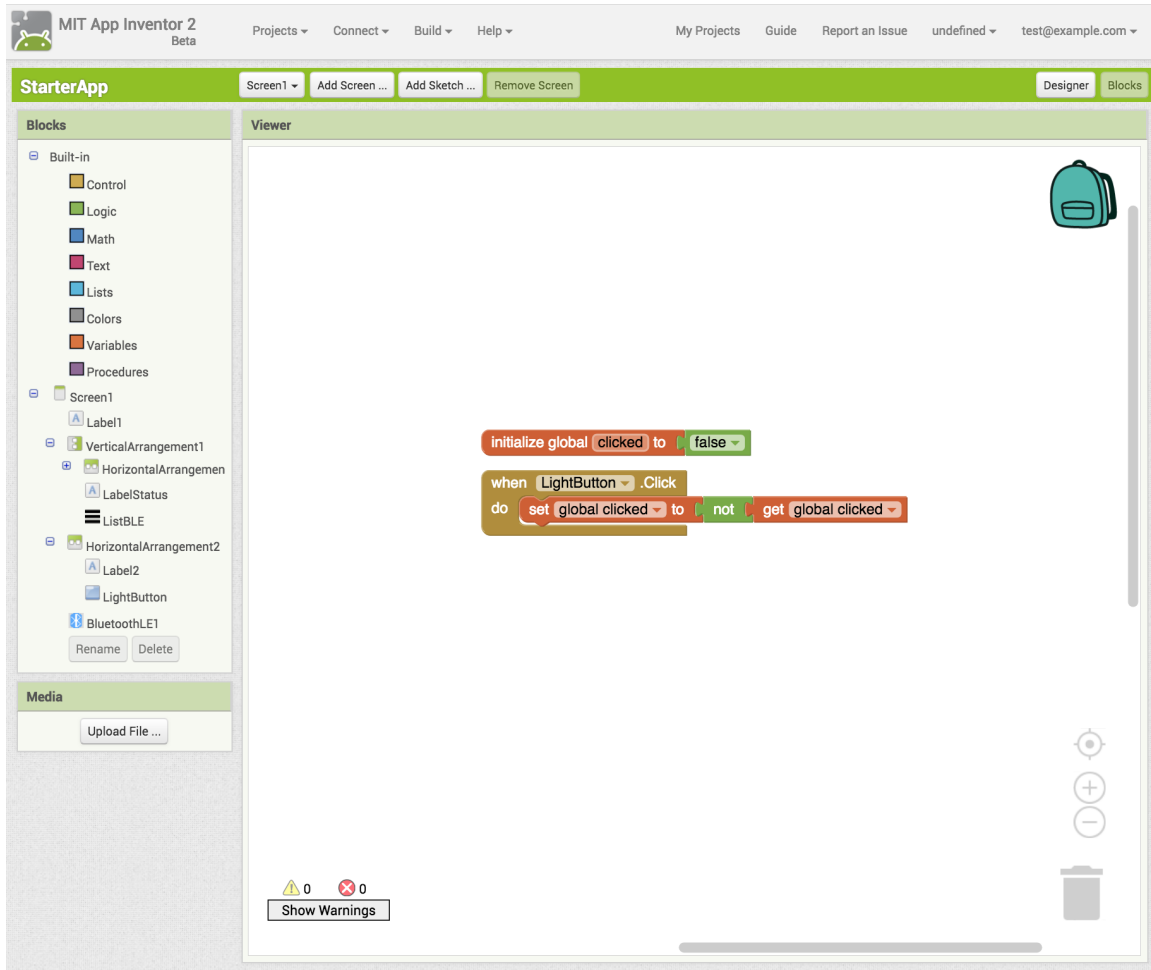 MIT App Inventor 2
Beta
Projects Connect Build Help My Projects Guide Report an Issue undefined test@example.com
StarterApp Screen1 Add Screen ... Add Sketch ... Remove Screen Designer Blocks
Blocks
Built-in
Control
Logic
Math
Text
Lists
Colors
Variables
Procedures
Screen1
A Label1
VerticalArrangement1
HorizontalArrangemen
A LabelStatus
ListBLE
HorizontalArrangement2
A Label2
LightButton
BluetoothLE1
Rename Delete
Media
Upload File ...
Viewer
initialize global clicked to false
when LightButton .Click
do set global clicked to not get global clicked
0 0
Show Warnings